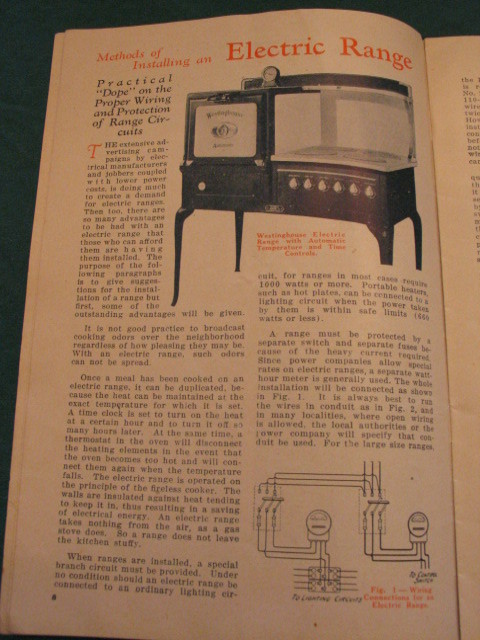 Methods of
Installing an Electric Range
Practical
"Dope" on the
Proper Wiring
and Protection
of Range Cir-
cuits
THE extensive ad-
vertising cam-
paigns by elec-
trical manufacturers
and jobbers coupled
with lower power
costs, is doing much
to create a demand
for electric ranges.
Then too, there are
so many advantages
to be had with an
electric range that
those who can afford
them are having
them installed. The
purpose of the fol-
lowing paragraphs
is to give sugges-
tions for the instal-
lation of a range but
first, some of the
outstanding advantages will be given.
It is not good practice to broadcast
cooking odors over the neighborhood
regardless of how pleasing they may be.
With an electric range, such odors
can not be spread.
Once a meal has been cooked on an
electric range, it can be duplicated, be-
cause the heat can be maintained at the
exact temperature for which it is set.
A time clock is set to turn on the heat
at a certain hour and to turn it off so
many hours later. At the same time, a
thermostat in the oven will disconnect
the heating elements in the event that
the oven becomes too hot and will con-
nect them again when the temperature
falls. The electric range is operated on
the principle of the fireless cooker. The
walls are insulated against heat tending
to keep it in, thus resulting in a saving
of electrical energy. An electric range
takes nothing from the air, as a gas
stove does. So a range does not leave
the kitchen stuffy.
When ranges are installed, a special
branch circuit must be provided. Under
no condition should an electric range be
connected to an ordinary lighting cir-
8
Westinghouse
Westinghouse Electric
Range with Automatic
Temperature and Time
Controls.
cuit, for ranges in most cases require
1000 watts or more. Portable heaters,
such as hot plates, can be connected to a
lighting circuit when the power taken
by them is within safe limits (660
watts or less).
A range must be protected by a
separate switch and separate fuses be-
cause of the heavy current required.
Since power companies allow special
rates on electric ranges, a separate watt-
hour meter is generally used. The whole
installation will be connected as shown
in Fig. 1. It is always best to run
the wires in conduit as in Fig. 2, and
in many localities, where open wiring
is allowed, the local authorities or the
power company will specify that con-
duit be used. For the large size ranges
TO LIGHTING CIRCUITS
TO CONTROL
SWITCH
Fig. 1—Wiring
Connections for an
Electric Range